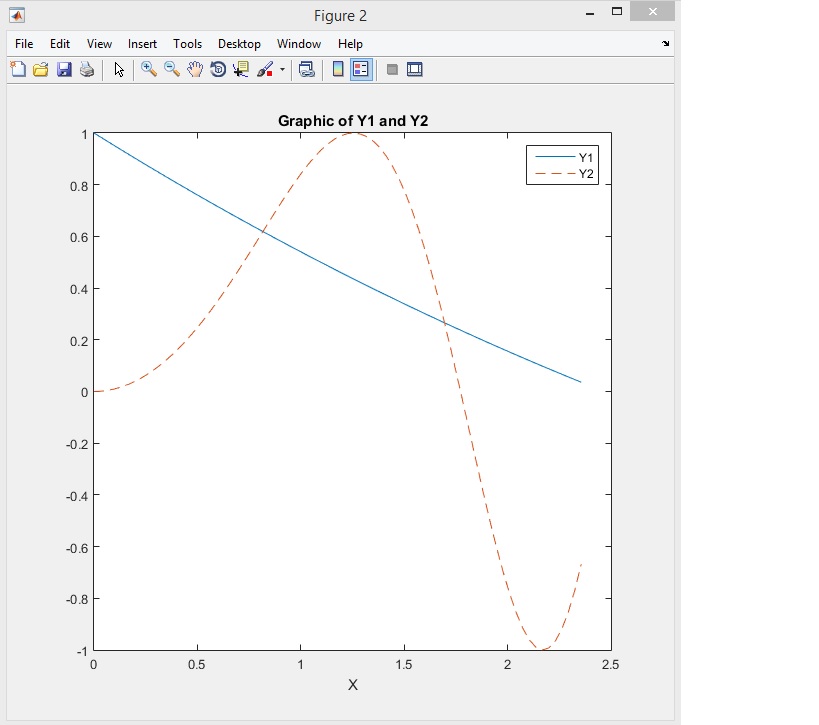 Figure 2
File Edit View Insert Tools Desktop Window Help
Graphic of Y1 and Y2
1
0.8
0.6
0.4
0.2
0
-0.2
-0.4
-0.6
-0.8
-1
Y1
Y2
0 0.5 1 1.5 2 2.5
X